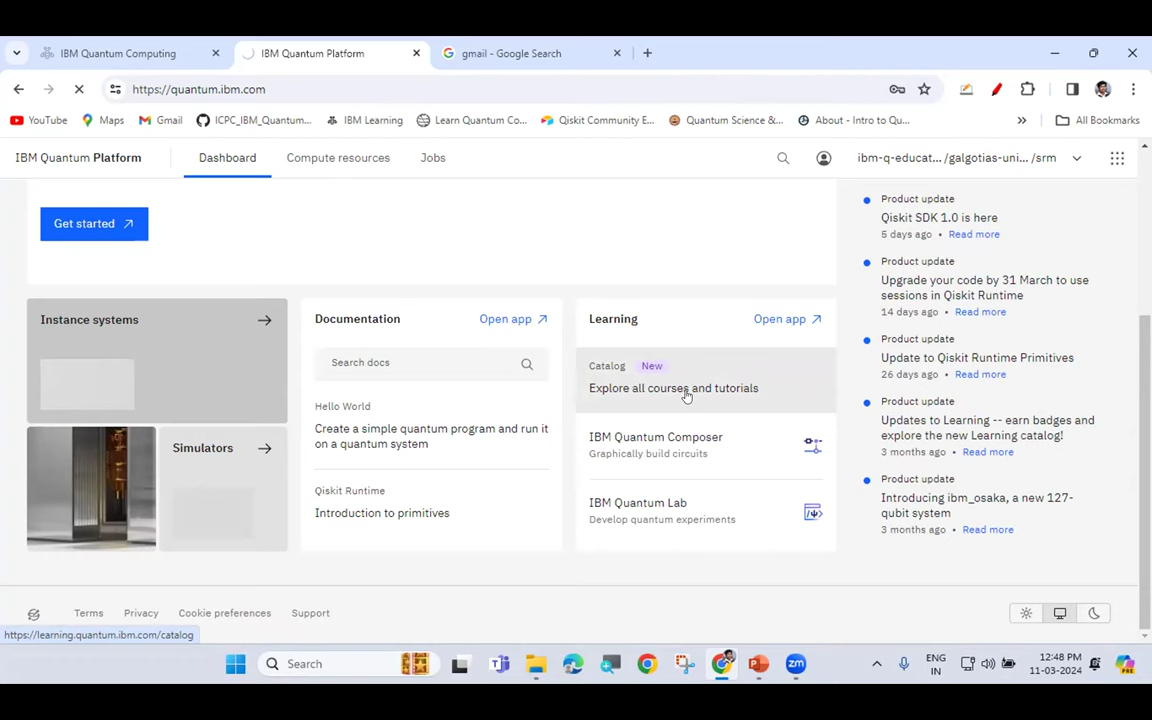 IBM Quantum Computing
IBM Quantum Platform
gmail - Google Search
https://quantum.ibm.com
YouTube
Maps
Gmail
ICPC_IBM_Quantum...
IBM Learning
Learn Quantum Co...
Qiskit Community E...
Quantum Science &...
About - Intro to Qu...
»
All Bookmarks
IBM Quantum Platform
Dashboard
Compute resources
Jobs
ibm-q-educat... /galgotias-uni... /srm
Get started
Instance systems
Simulators
Documentation
Open app
Search docs
Hello World
Create a simple quantum program and run it
on a quantum system
Qiskit Runtime
Introduction to primitives
Learning
Open app
Catalog New
Explore all courses and tutorials
IBM Quantum Composer
Graphically build circuits
IBM Quantum Lab
Develop quantum experiments
Product update
Qiskit SDK 1.0 is here
5 days ago • Read more
Product update
Upgrade your code by 31 March to use
sessions in Qiskit Runtime
14 days ago • Read more
Product update
Update to Qiskit Runtime Primitives
26 days ago • Read more
Product update
Updates to Learning -- earn badges and
explore the new Learning catalog!
3 months ago • Read more
Product update
Introducing ibm_osaka, a new 127-
qubit system
3 months ago • Read more
Terms
Privacy
Cookie preferences
Support
https://learning.quantum.ibm.com/catalog
Search
ENG
IN
12:48 PM
11-03-2024
PRE
zm